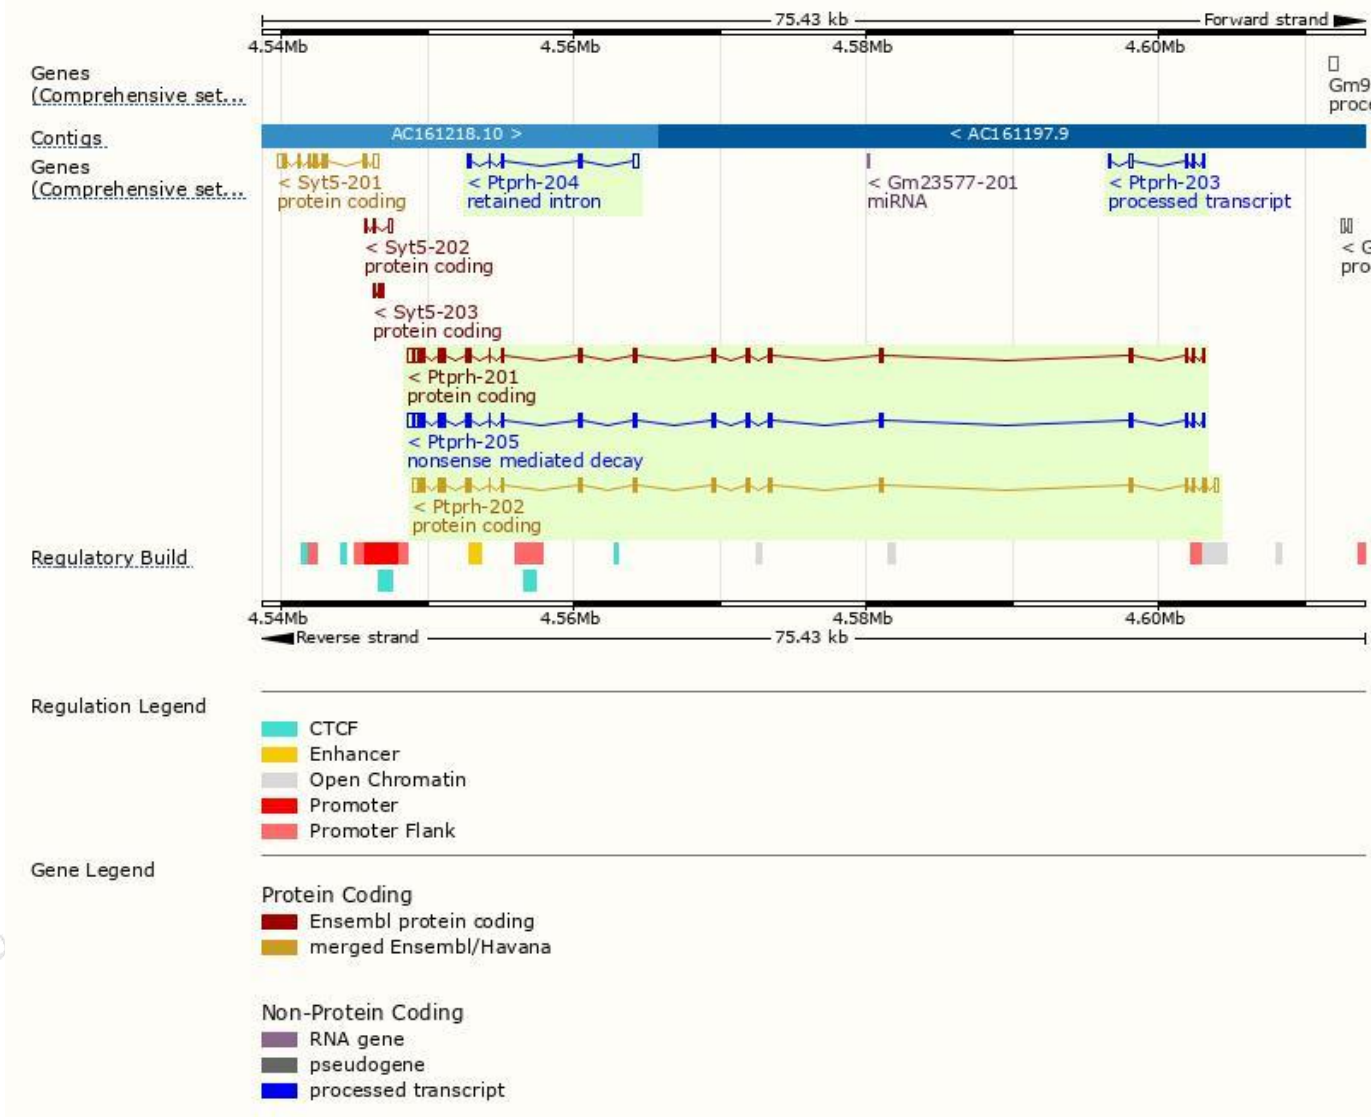 75.43 kb
Forward strand
4.54Mb 4.56Mb 4.58Mb 4.60Mb
Genes
(Comprehensive set...
Gm9
proc
Contigs
AC161218.10 >
< AC161197.9
Genes
(Comprehensive set...
< Syt5-201
protein coding
< Ptprh-204
retained intron
< Gm23577-201
miRNA
< Ptprh-203
processed transcript
< Syt5-202
protein coding
< G
pro
< Syt5-203
protein coding
< Ptprh-201
protein coding
< Ptprh-205
nonsense mediated decay
< Ptprh-202
protein coding
Regulatory Build
4.54Mb 4.56Mb 4.58Mb 4.60Mb
Reverse strand
75.43 kb
Regulation Legend
CTCF
Enhancer
Open Chromatin
Promoter
Promoter Flank
Gene Legend
Protein Coding
Ensembl protein coding
merged Ensembl/Havana
Non-Protein Coding
RNA gene
pseudogene
processed transcript